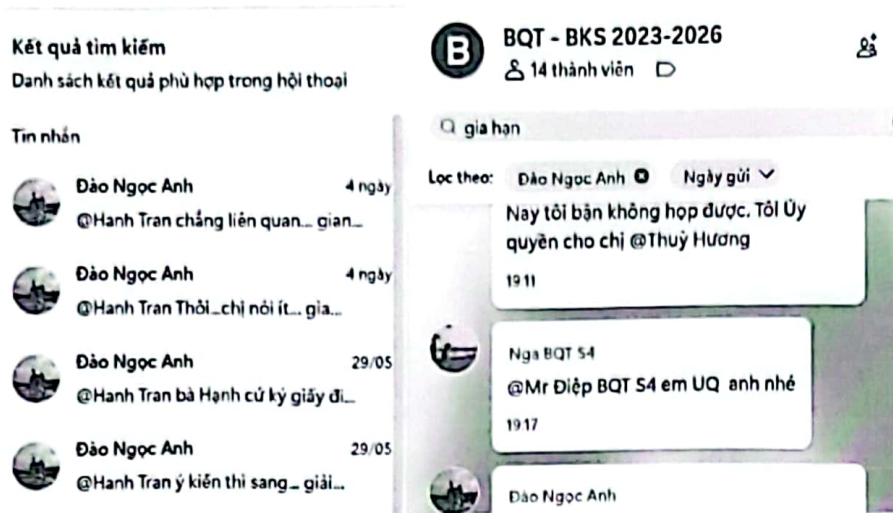 Kết quả tìm kiếm
Danh sách kết quả phù hợp trong hội thoại
Tin nhắn
Đào Ngọc Anh
4 ngày
@Hanh Tran chẳng liên quan... gian...
Đào Ngọc Anh
4 ngày
@Hanh Tran Thôi...chị nói ít... gia...
Đào Ngọc Anh
29/05
@Hanh Tran bà Hạnh cứ ký giấy đi...
Đào Ngọc Anh
29/05
@Hanh Tran ý kiến thì sang... giải...
B
BQT - BKS 2023-2026
14 thành viên
gia hạn
Lọc theo:
Đào Ngọc Anh
Ngày gửi
Nay tôi bận không họp được. Tôi Ủy
quyền cho chị @Thuỳ Hương
19:11
Nga BQT S4
@Mr Điệp BQT S4 em UQ anh nhé
19:17
Đào Ngọc Anh